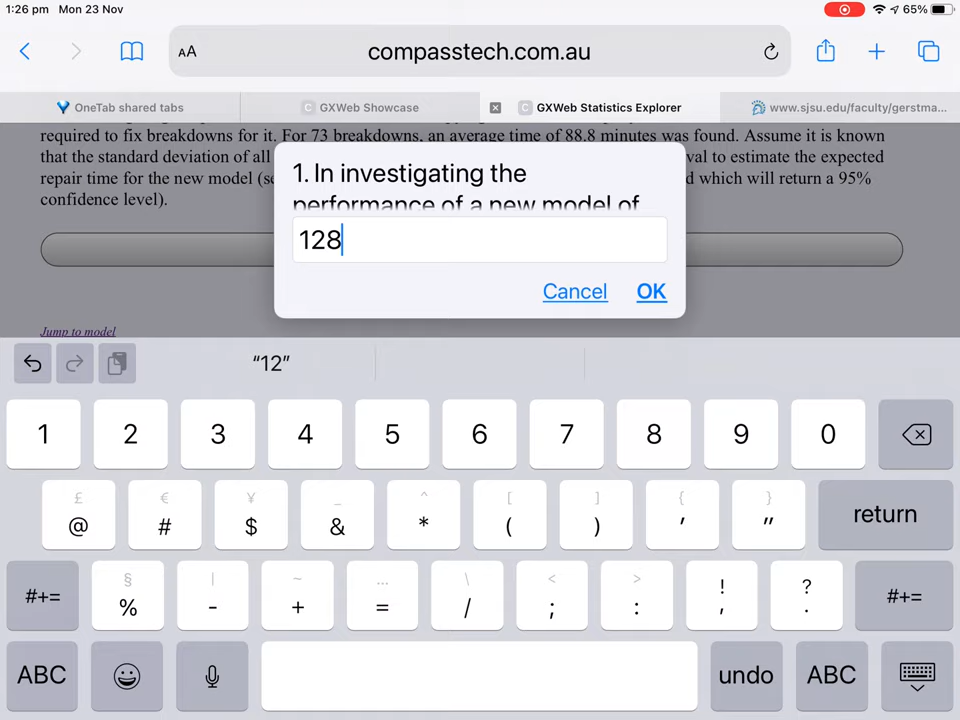 1:26 pm Mon 23 Nov 65%
AA compasstech.com.au
OneTab shared tabs GXWeb Showcase GXWeb Statistics Explorer www.sjsu.edu/faculty/gerstma...
required to fix breakdowns for it. For 73 breakdowns, an average time of 88.8 minutes was found. Assume it is known
that the standard deviation of all val to estimate the expected
repair time for the new model (se d which will return a 95%
confidence level).
1. In investigating the
performance of a new model of
128
Cancel OK
Jump to model
“12”
1 2 3 4 5 6 7 8 9 0
£ € ¥ _ ^ [ ] { }
@ # $ & * ( ) ' " return
§ | ~ ... \ < > ! ?
#+= % - + = / ; : , . #+=
ABC undo ABC